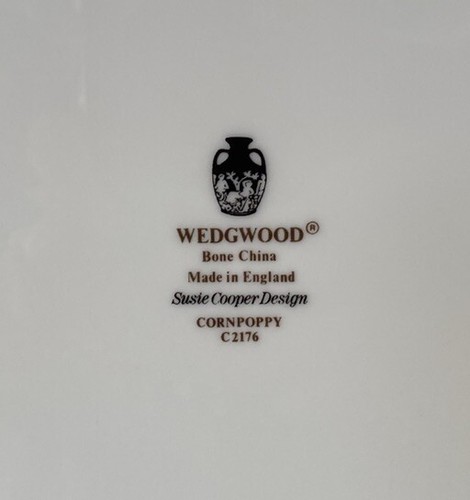 WEDGWOOD®
Bone China
Made in England
Susie Cooper Design
CORNPOPPY
C2176